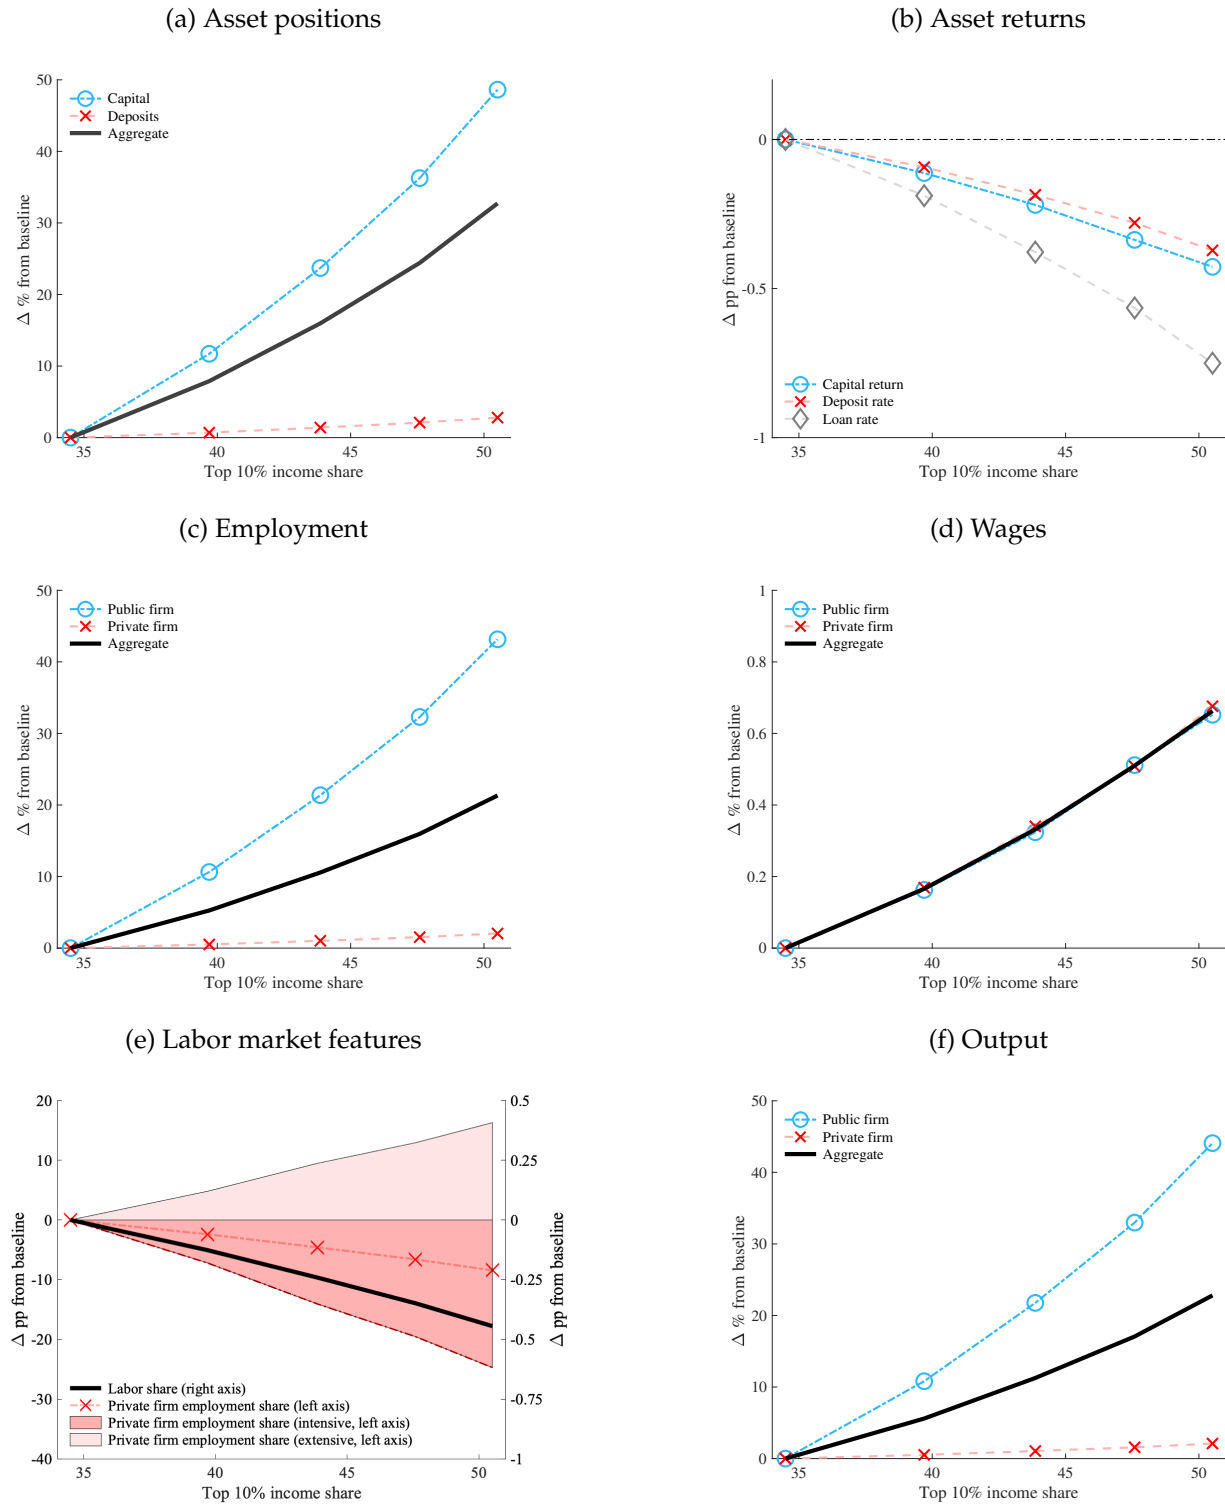 (a) Asset positions
50
40
30
20
10
0
35
40
45
50
Δ % from baseline
Top 10% income share
Capital
Deposits
Aggregate
(b) Asset returns
0
-0.5
-1
35
40
45
50
Δ pp from baseline
Top 10% income share
Capital return
Deposit rate
Loan rate
(c) Employment
50
40
30
20
10
0
35
40
45
50
Δ % from baseline
Top 10% income share
Public firm
Private firm
Aggregate
(d) Wages
1
0.8
0.6
0.4
0.2
0
35
40
45
50
Δ % from baseline
Top 10% income share
Public firm
Private firm
Aggregate
(e) Labor market features
20
10
0
-10
-20
-30
-40
0.5
0.25
0
-0.25
-0.5
-0.75
-1
35
40
45
50
Δ pp from baseline
Δ pp from baseline
Top 10% income share
Labor share (right axis)
Private firm employment share (left axis)
Private firm employment share (intensive, left axis)
Private firm employment share (extensive, left axis)
(f) Output
50
40
30
20
10
0
35
40
45
50
Δ % from baseline
Top 10% income share
Public firm
Private firm
Aggregate